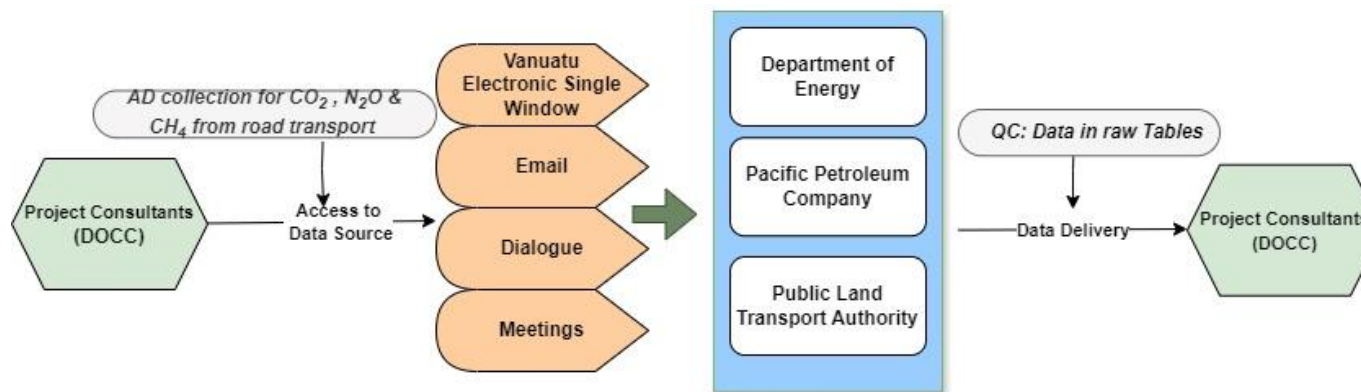 Project Consultants
(DOCC)
AD collection for CO₂ , N₂O &
CH₄ from road transport
Access to
Data Source
Vanuatu
Electronic Single
Window
Email
Dialogue
Meetings
Department of
Energy
Pacific Petroleum
Company
Public Land
Transport Authority
QC: Data in raw Tables
Data Delivery
Project Consultants
(DOCC)